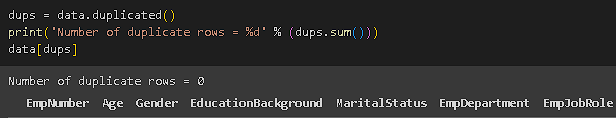 dups = data.duplicated()
print('Number of duplicate rows = %d' % (dups.sum()))
data[dups]
Number of duplicate rows = 0
EmpNumber Age Gender EducationBackground MaritalStatus EmpDepartment EmpJobRole